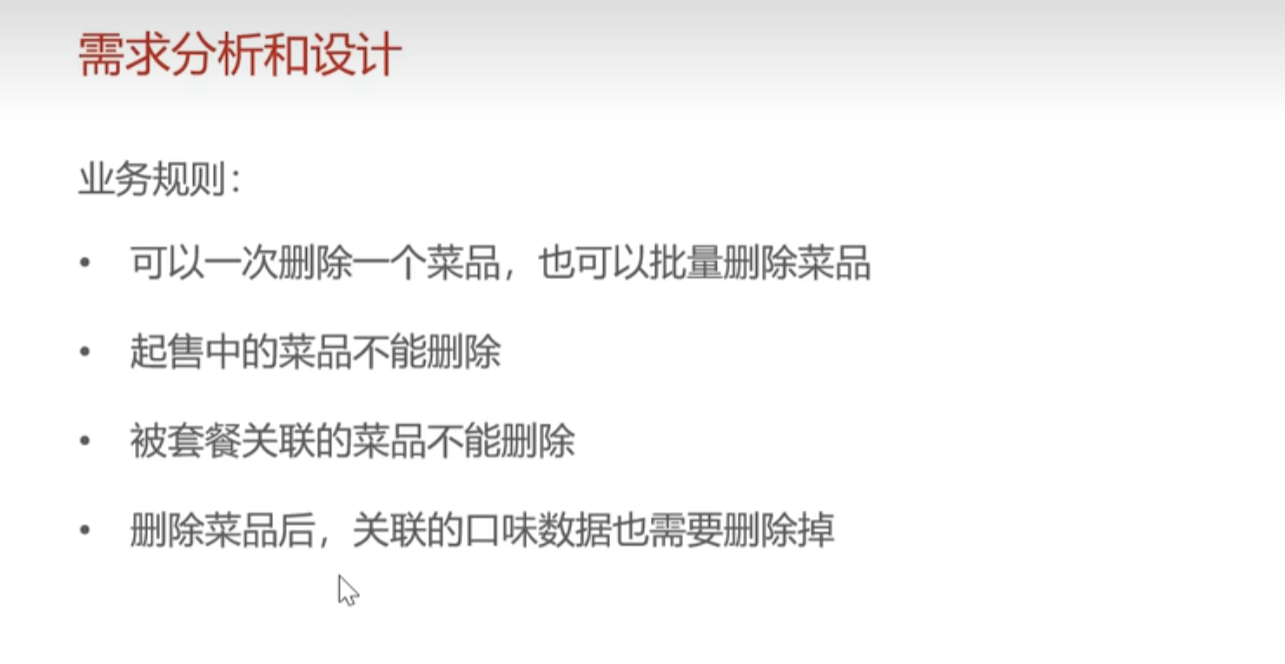 需求分析和设计
业务规则：
• 可以一次删除一个菜品，也可以批量删除菜品
• 起售中的菜品不能删除
• 被套餐关联的菜品不能删除
• 删除菜品后，关联的口味数据也需要删除掉